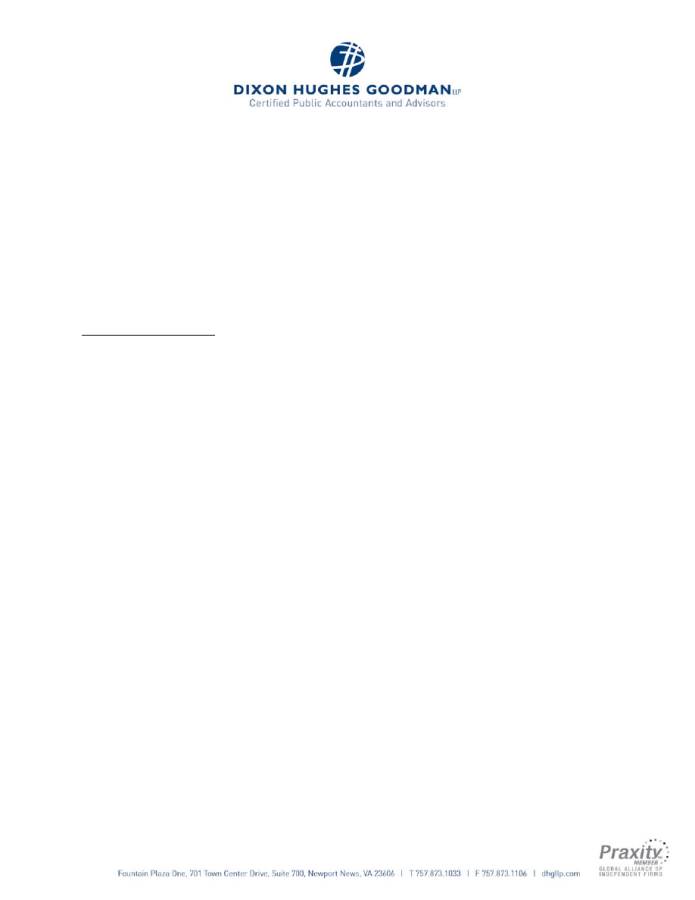 DIXON HUGHES GOODMAN LLP
Certified Public Accountants and Advisors
Praxity
MEMBER
GLOBAL ALLIANCE OF
INDEPENDENT FIRMS
Fountain Plaza One, 701 Town Center Drive, Suite 700, Newport News, VA 23606 | T 757.873.1033 | F 757.873.1106 | dhgllp.com